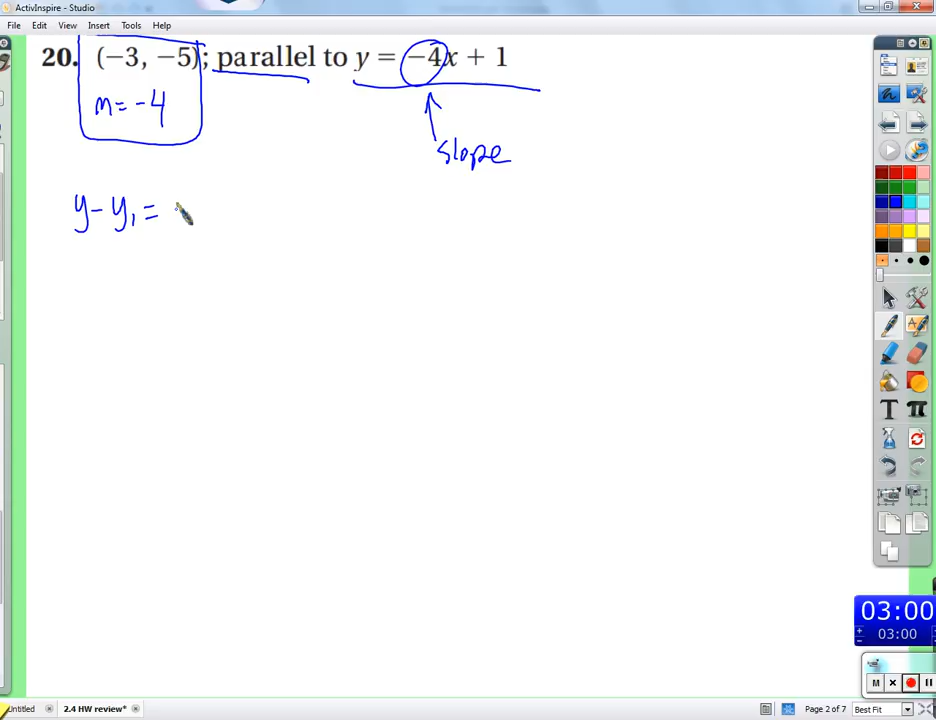 ActivInspire - Studio
File Edit View Insert Tools Help
20. (−3, −5); parallel to y = −4x + 1
m = -4
slope
y - y₁ =
03:00
03:00
Untitled
2.4 HW review*
Page 2 of 7
Best Fit